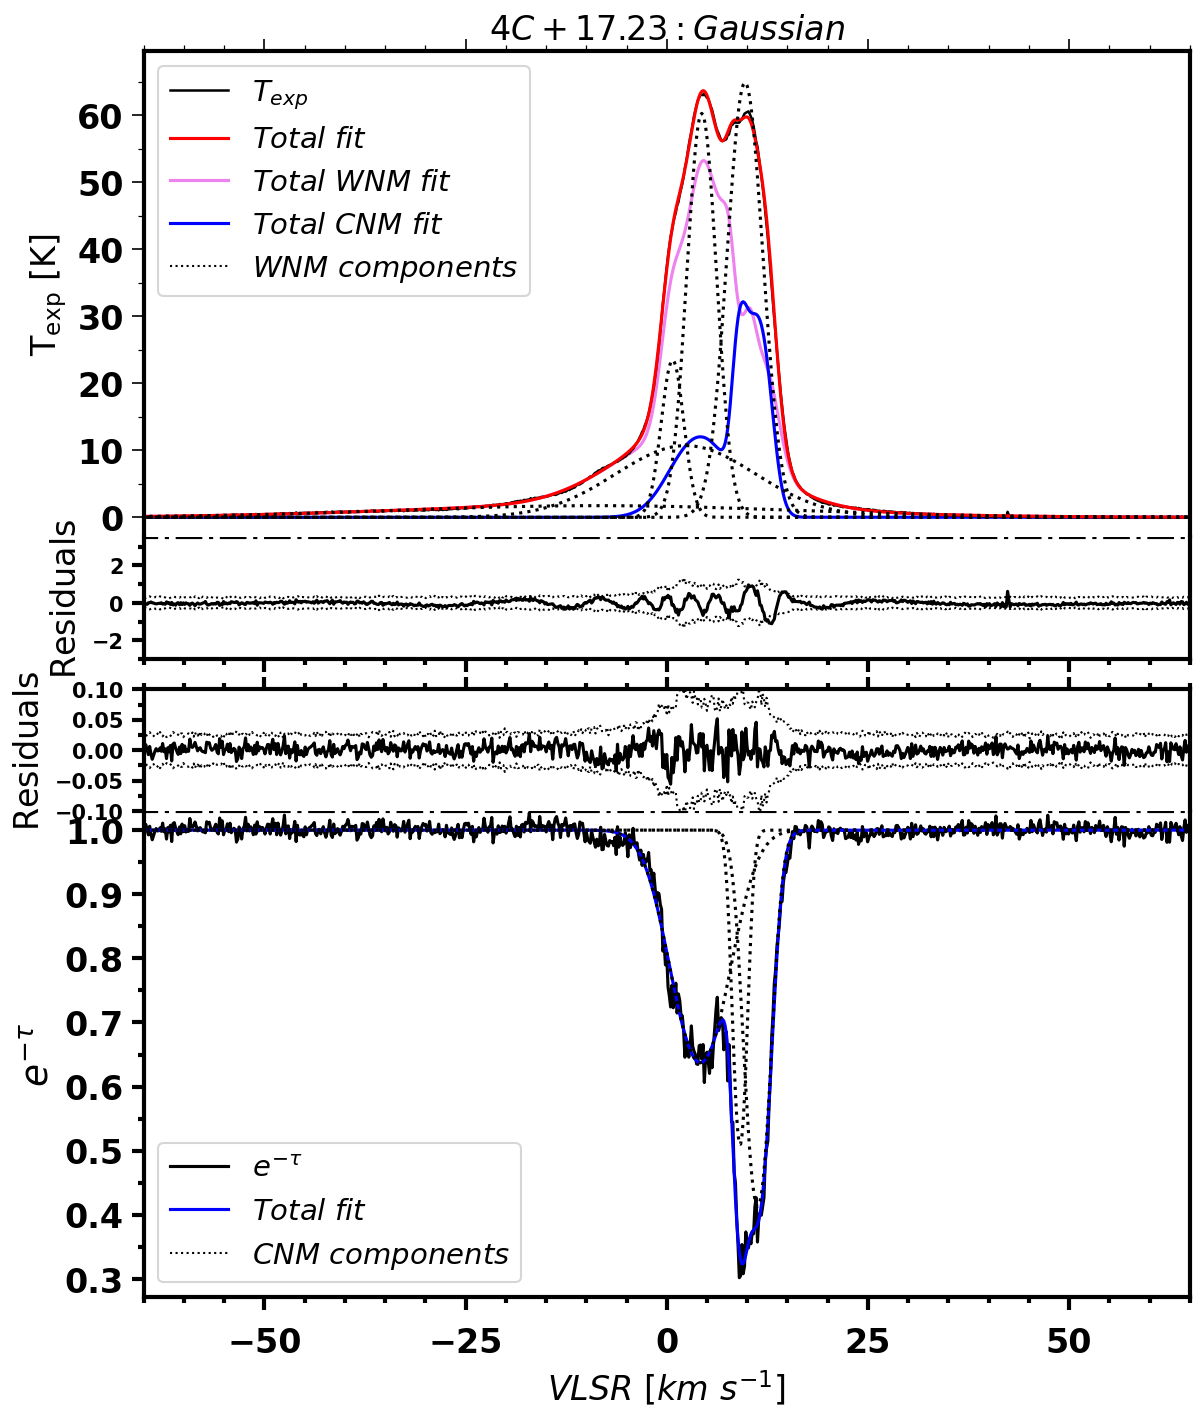 4C + 17.23 : Gaussian
T_exp
Total fit
Total WNM fit
Total CNM fit
WNM components
T_exp [K]
60
50
40
30
20
10
0
Residuals
2
0
−2
Residuals
0.10
0.05
0.00
−0.05
−0.10
e^{−τ}
1.0
0.9
0.8
0.7
0.6
0.5
0.4
0.3
e^{−τ}
Total fit
CNM components
−50 −25 0 25 50
VLSR [km s^{−1}]